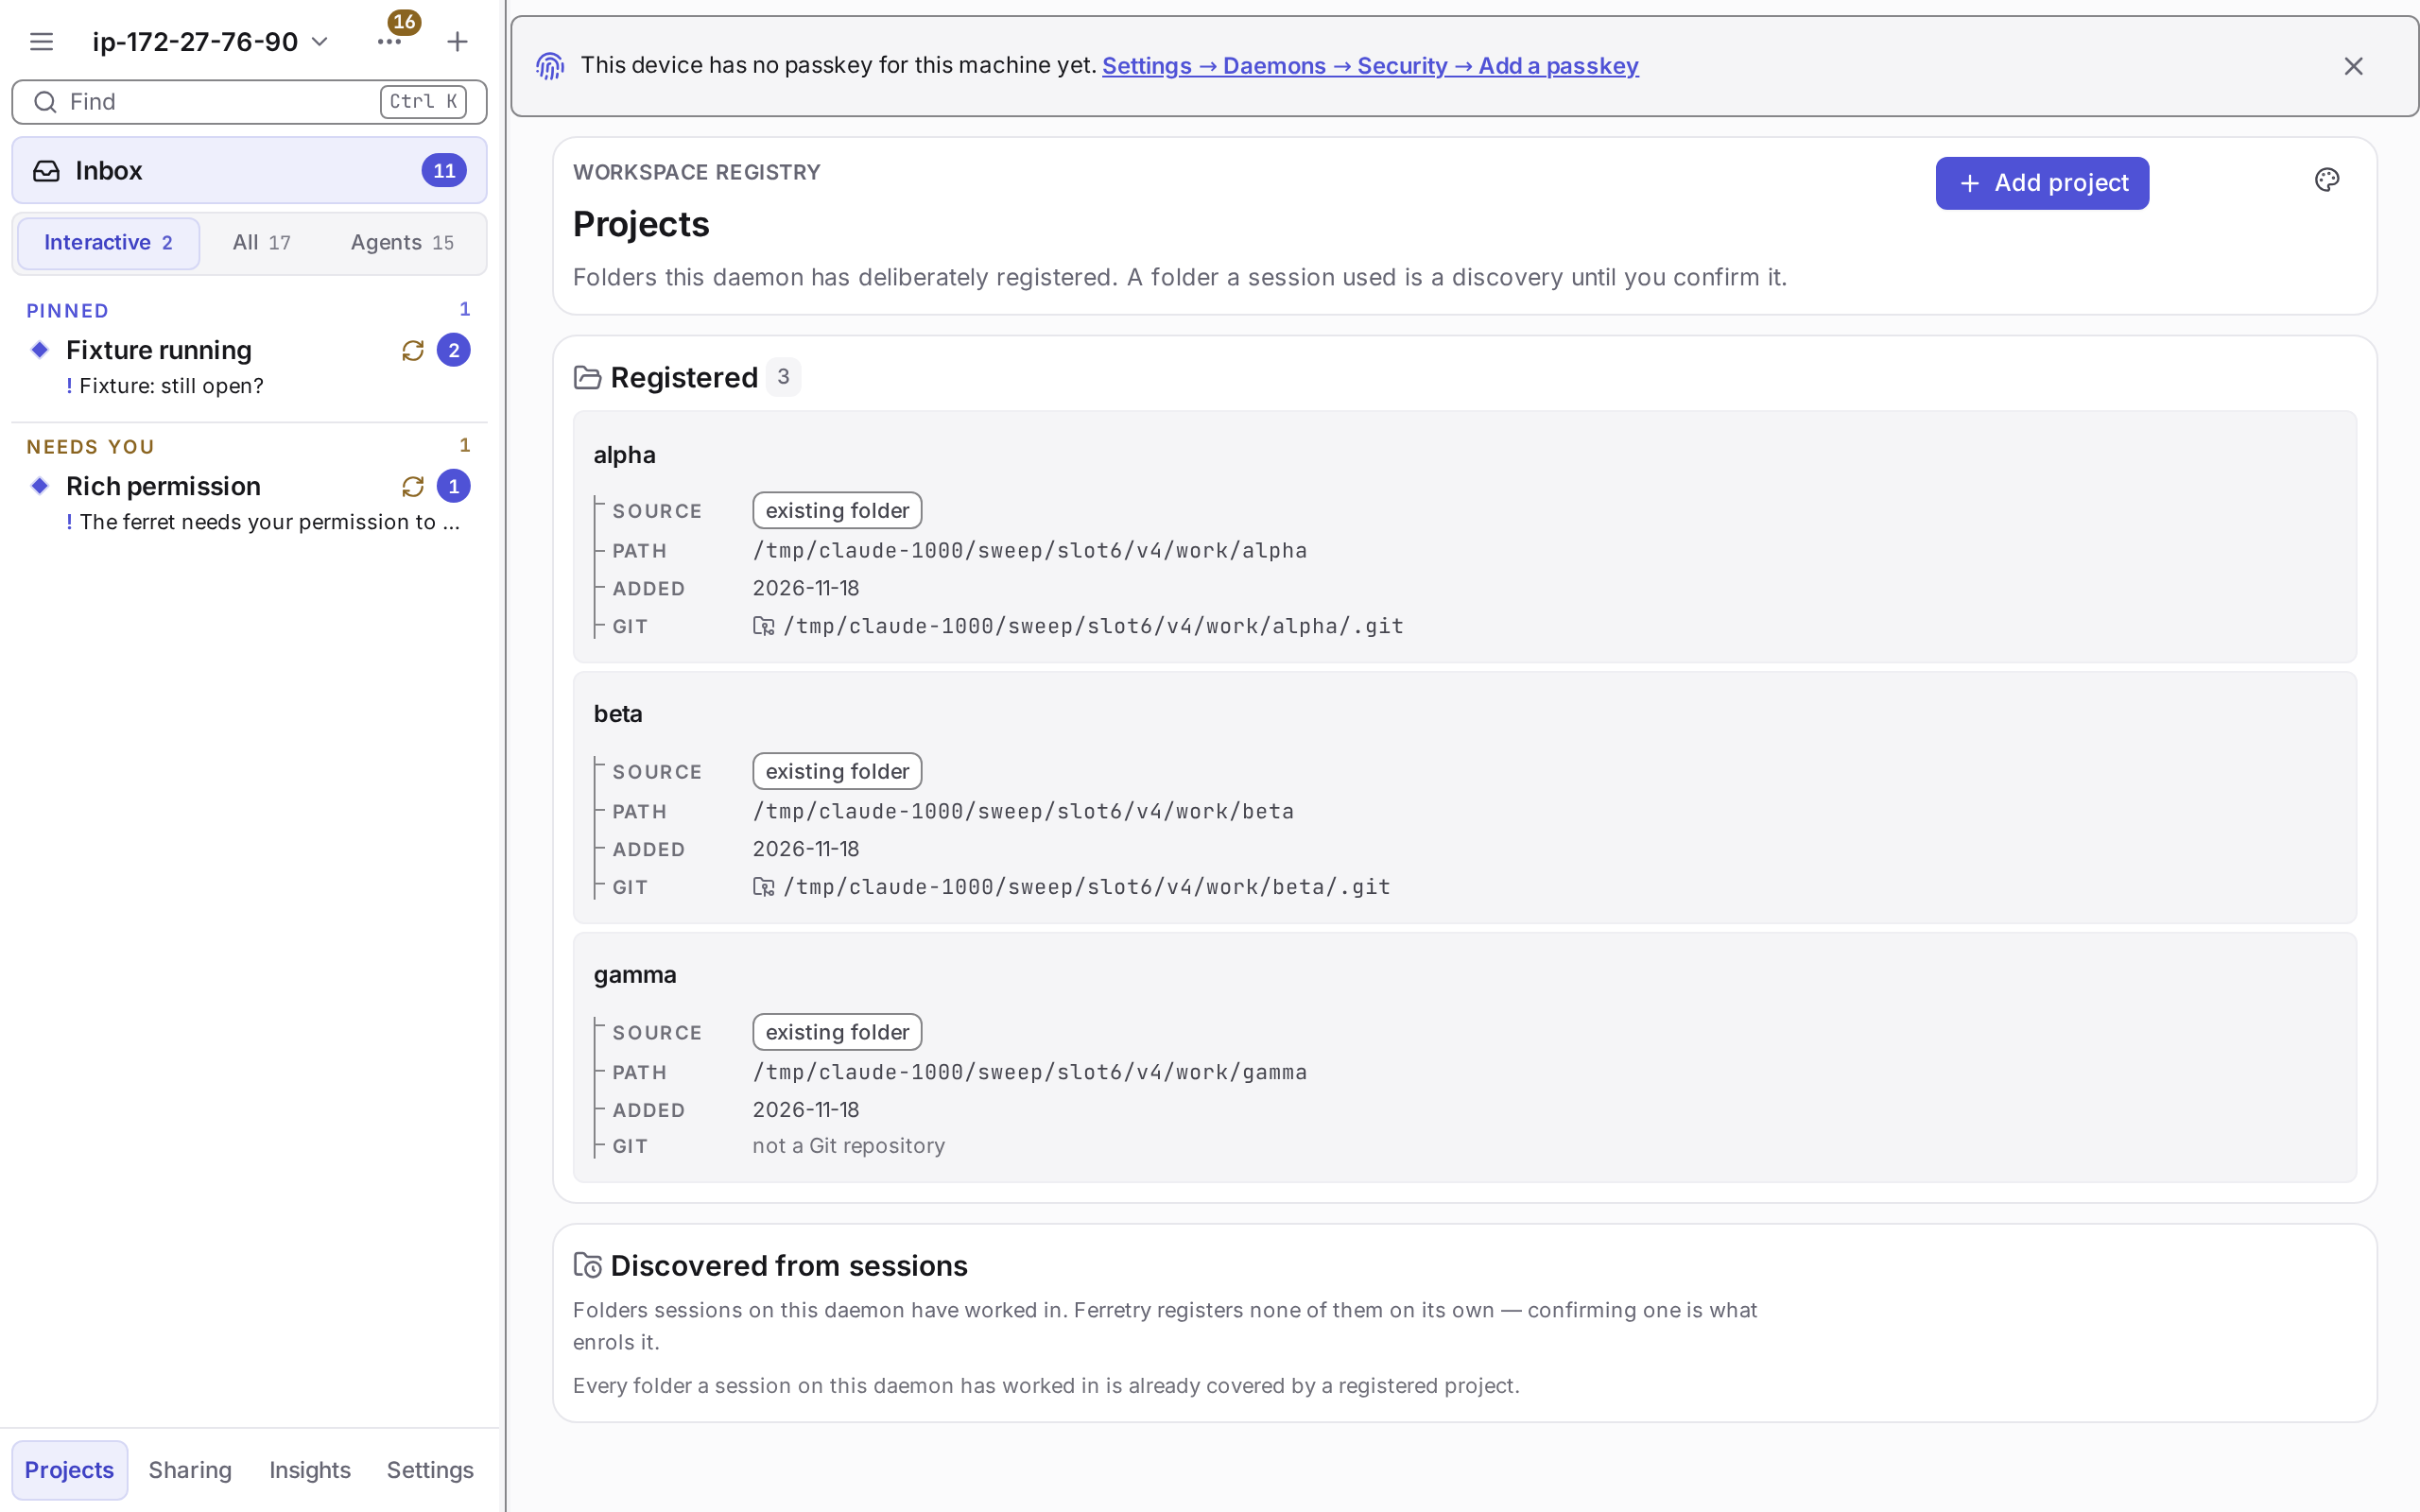 ip-172-27-76-90
16
Find
Ctrl K
Inbox
11
Interactive 2
All 17
Agents 15
PINNED
1
Fixture running
2
! Fixture: still open?
NEEDS YOU
1
Rich permission
1
! The ferret needs your permission to ...
Projects
Sharing
Insights
Settings
This device has no passkey for this machine yet. Settings → Daemons → Security → Add a passkey
WORKSPACE REGISTRY
Add project
Projects
Folders this daemon has deliberately registered. A folder a session used is a discovery until you confirm it.
Registered 3
alpha
SOURCE existing folder
PATH /tmp/claude-1000/sweep/slot6/v4/work/alpha
ADDED 2026-11-18
GIT /tmp/claude-1000/sweep/slot6/v4/work/alpha/.git
beta
SOURCE existing folder
PATH /tmp/claude-1000/sweep/slot6/v4/work/beta
ADDED 2026-11-18
GIT /tmp/claude-1000/sweep/slot6/v4/work/beta/.git
gamma
SOURCE existing folder
PATH /tmp/claude-1000/sweep/slot6/v4/work/gamma
ADDED 2026-11-18
GIT not a Git repository
Discovered from sessions
Folders sessions on this daemon have worked in. Ferretry registers none of them on its own — confirming one is what
enrols it.
Every folder a session on this daemon has worked in is already covered by a registered project.